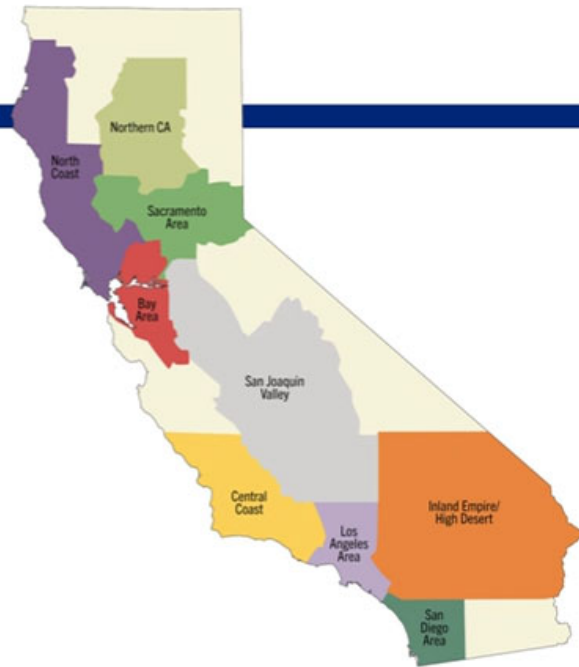 Northern CA
North
Coast
Sacramento
Area
Bay
Area
San Joaquin
Valley
Central
Coast
Inland Empire/
High Desert
Los
Angeles
Area
San
Diego
Area